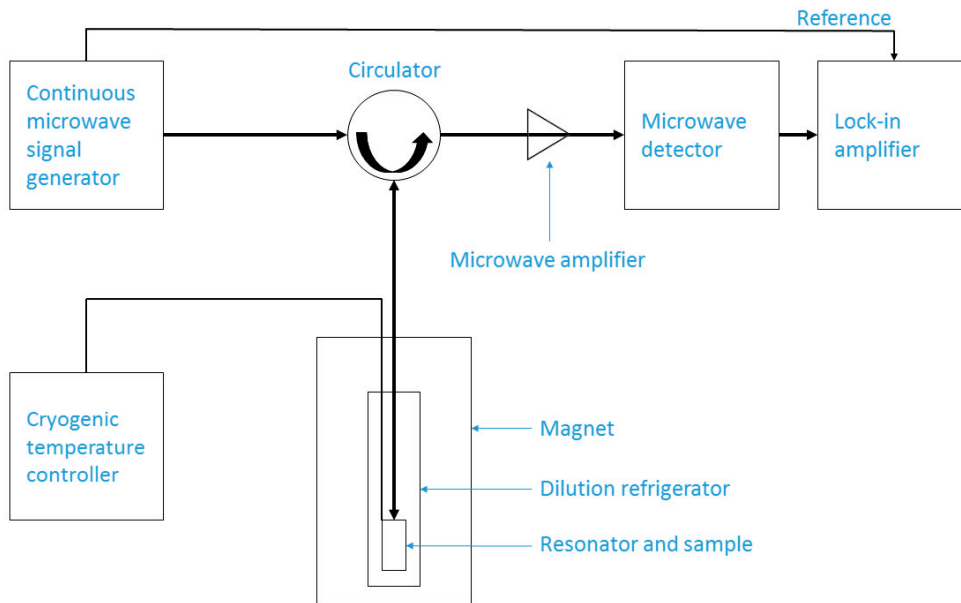 Reference
Circulator
Continuous
microwave
signal
generator
Microwave
detector
Lock-in
amplifier
Microwave amplifier
Cryogenic
temperature
controller
Magnet
Dilution refrigerator
Resonator and sample